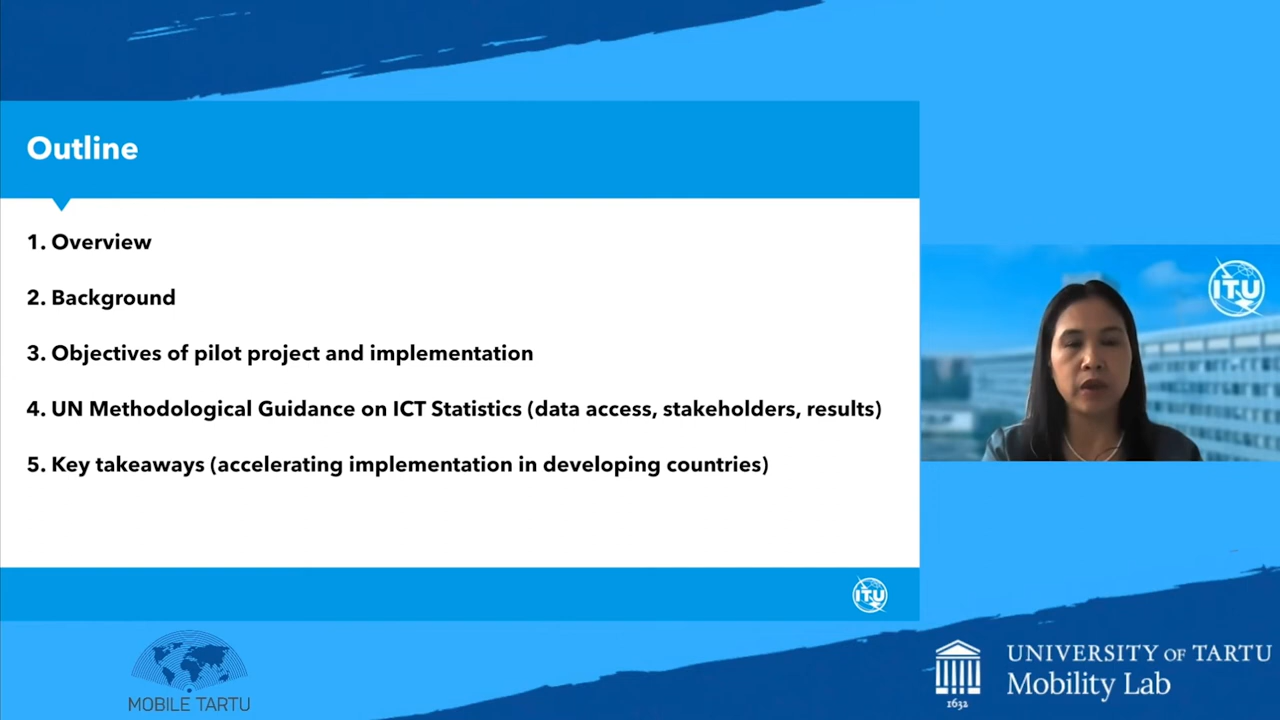 Outline
1. Overview
2. Background
3. Objectives of pilot project and implementation
4. UN Methodological Guidance on ICT Statistics (data access, stakeholders, results)
5. Key takeaways (accelerating implementation in developing countries)
ITU
ITU
MOBILE TARTU
1632
UNIVERSITY OF TARTU
Mobility Lab